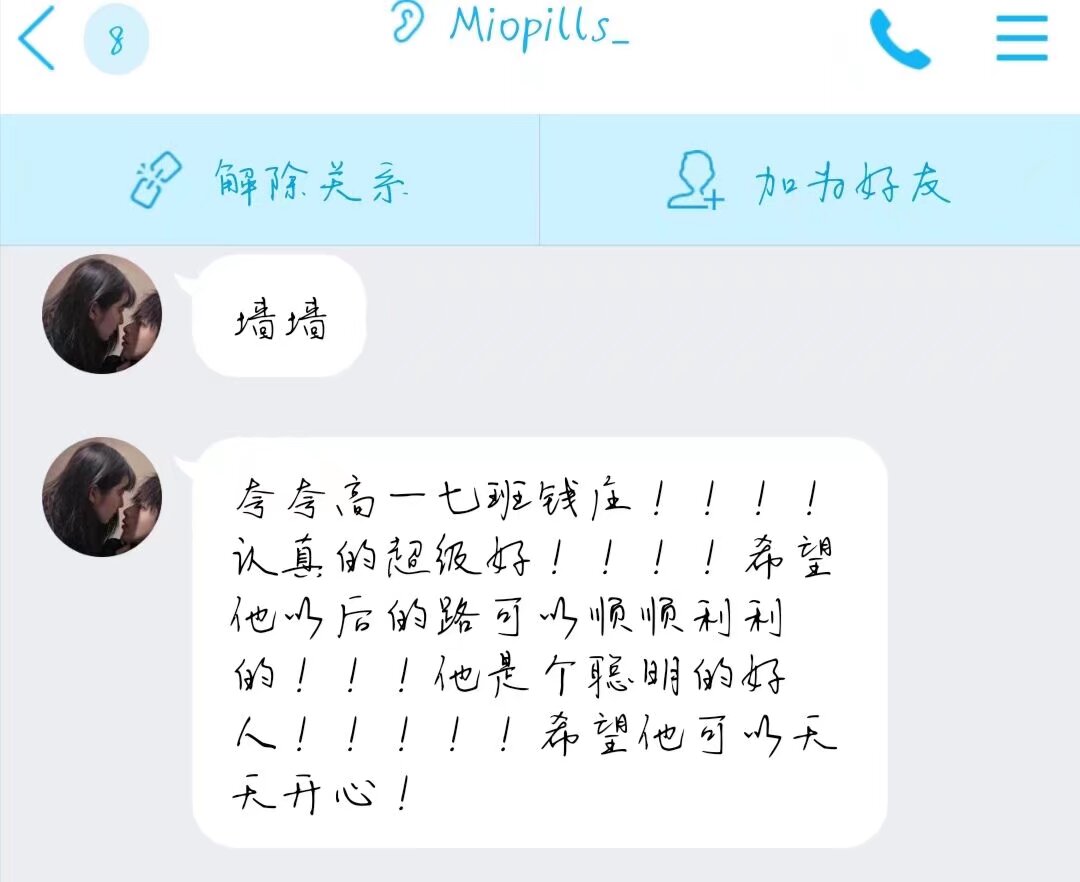 8
Miopills_
解除关系
加为好友
墙墙
夸夸高一七班钱庄！！！！
认真的超级好！！！！希望
他以后的路可以顺顺利利
的！！！他是个聪明的好
人！！！！！希望他可以天
天开心！